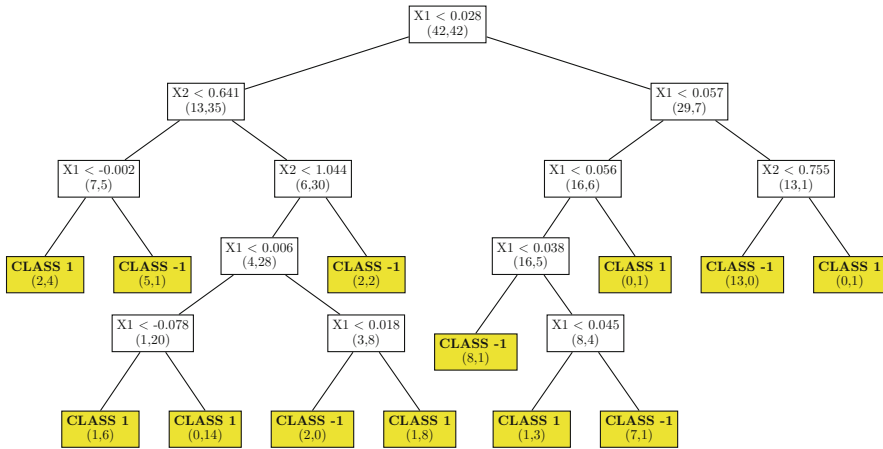 X1 < 0.028
(42,42)
X2 < 0.641
(13,35)
X1 < 0.057
(29,7)
X1 < -0.002
(7,5)
X2 < 1.044
(6,30)
X1 < 0.056
(16,6)
X2 < 0.755
(13,1)
CLASS 1
(2,4)
CLASS -1
(5,1)
X1 < 0.006
(4,28)
CLASS -1
(2,2)
X1 < 0.038
(16,5)
CLASS 1
(0,1)
CLASS -1
(13,0)
CLASS 1
(0,1)
X1 < -0.078
(1,20)
X1 < 0.018
(3,8)
CLASS -1
(8,1)
X1 < 0.045
(8,4)
CLASS 1
(1,6)
CLASS 1
(0,14)
CLASS -1
(2,0)
CLASS 1
(1,8)
CLASS 1
(1,3)
CLASS -1
(7,1)